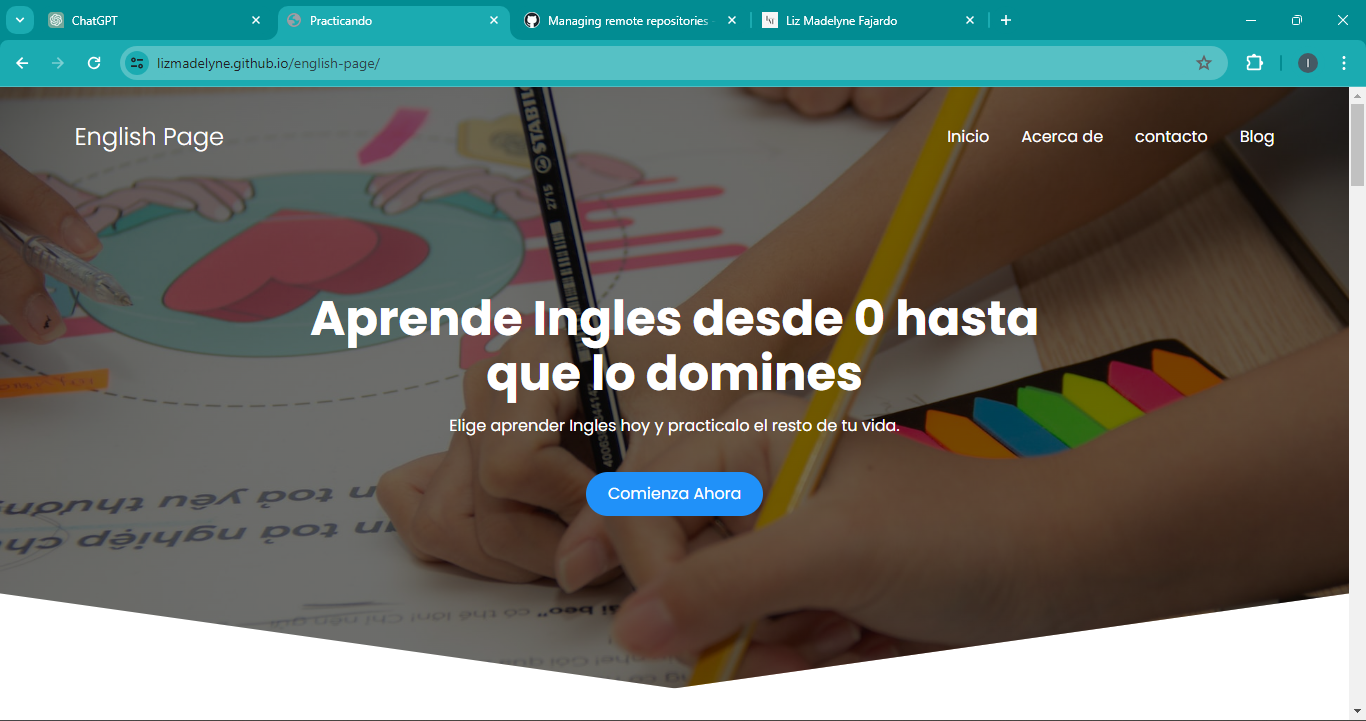 ChatGPT
Practicando
Managing remote repositories
Liz Madelyne Fajardo
lizmadelyne.github.io/english-page/
I
English Page
Inicio
Acerca de
contacto
Blog
STABIL
2715
Aprende Ingles desde 0 hasta
que lo domines
Elige aprender Ingles hoy y practicalo el resto de tu vida.
Comienza Ahora